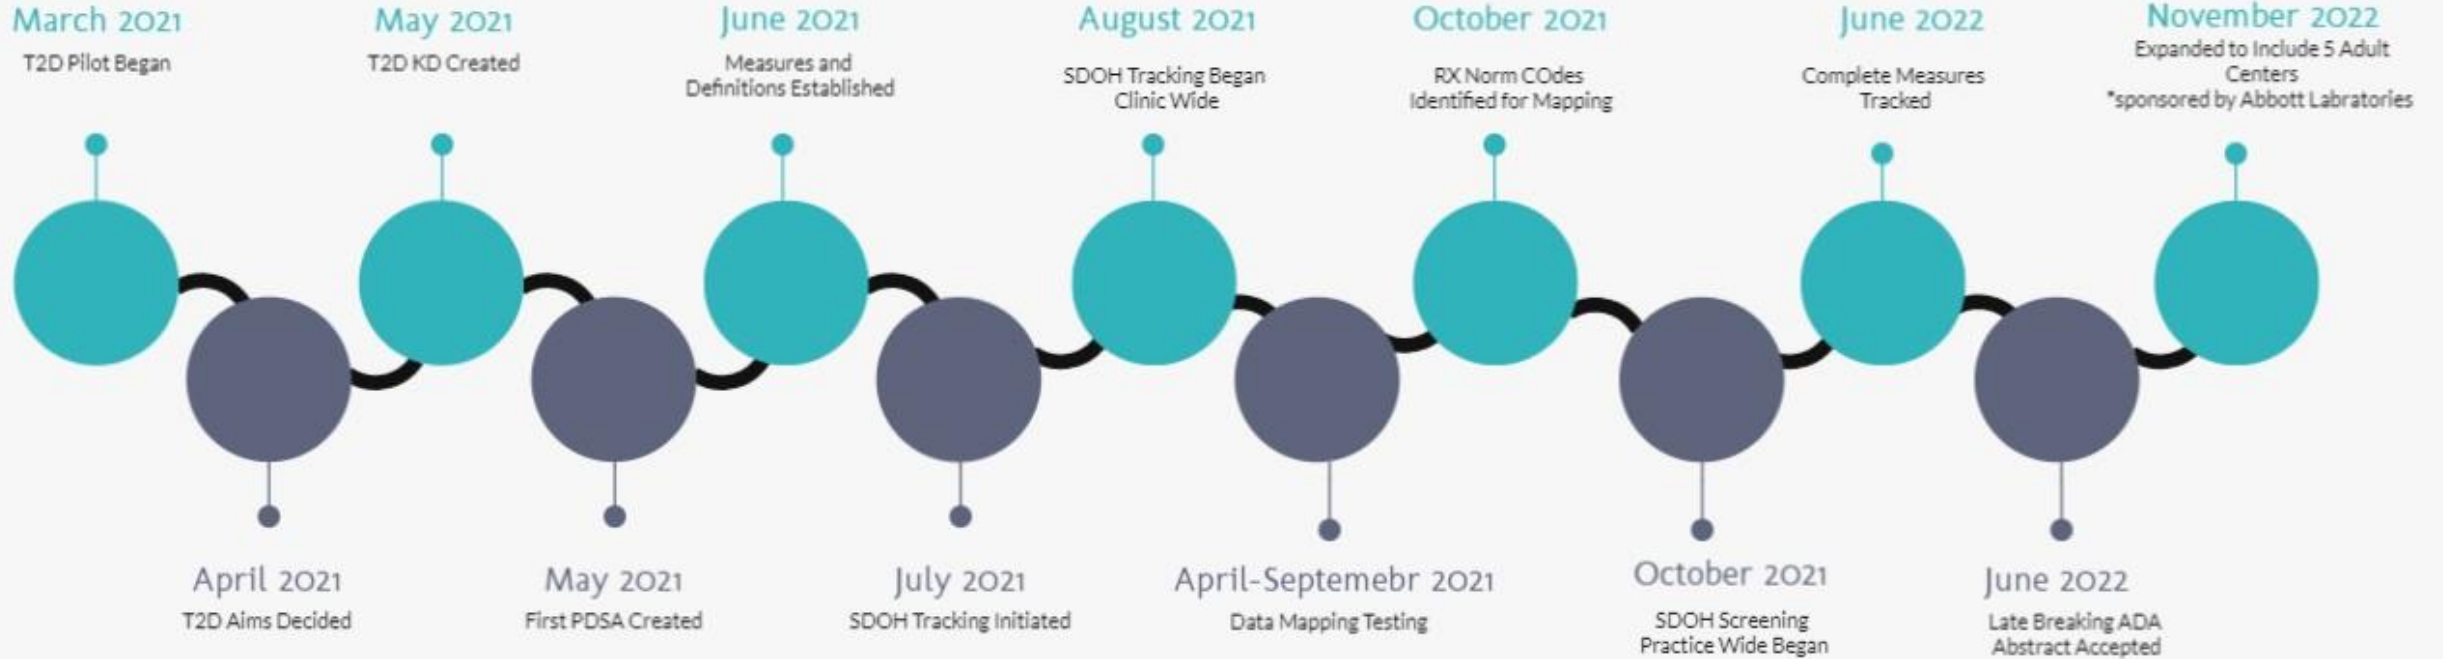 March 2021
T2D Pilot Began
May 2021
T2D KD Created
June 2021
Measures and
Definitions Established
August 2021
SDOH Tracking Began
Clinic Wide
October 2021
RX Norm COdes
Identified for Mapping
June 2022
Complete Measures
Tracked
November 2022
Expanded to Include 5 Adult
Centers
*sponsored by Abbott Labratories
April 2021
T2D Aims Decided
May 2021
First PDSA Created
July 2021
SDOH Tracking Initiated
April-Septemebr 2021
Data Mapping Testing
October 2021
SDOH Screening
Practice Wide Began
June 2022
Late Breaking ADA
Abstract Accepted